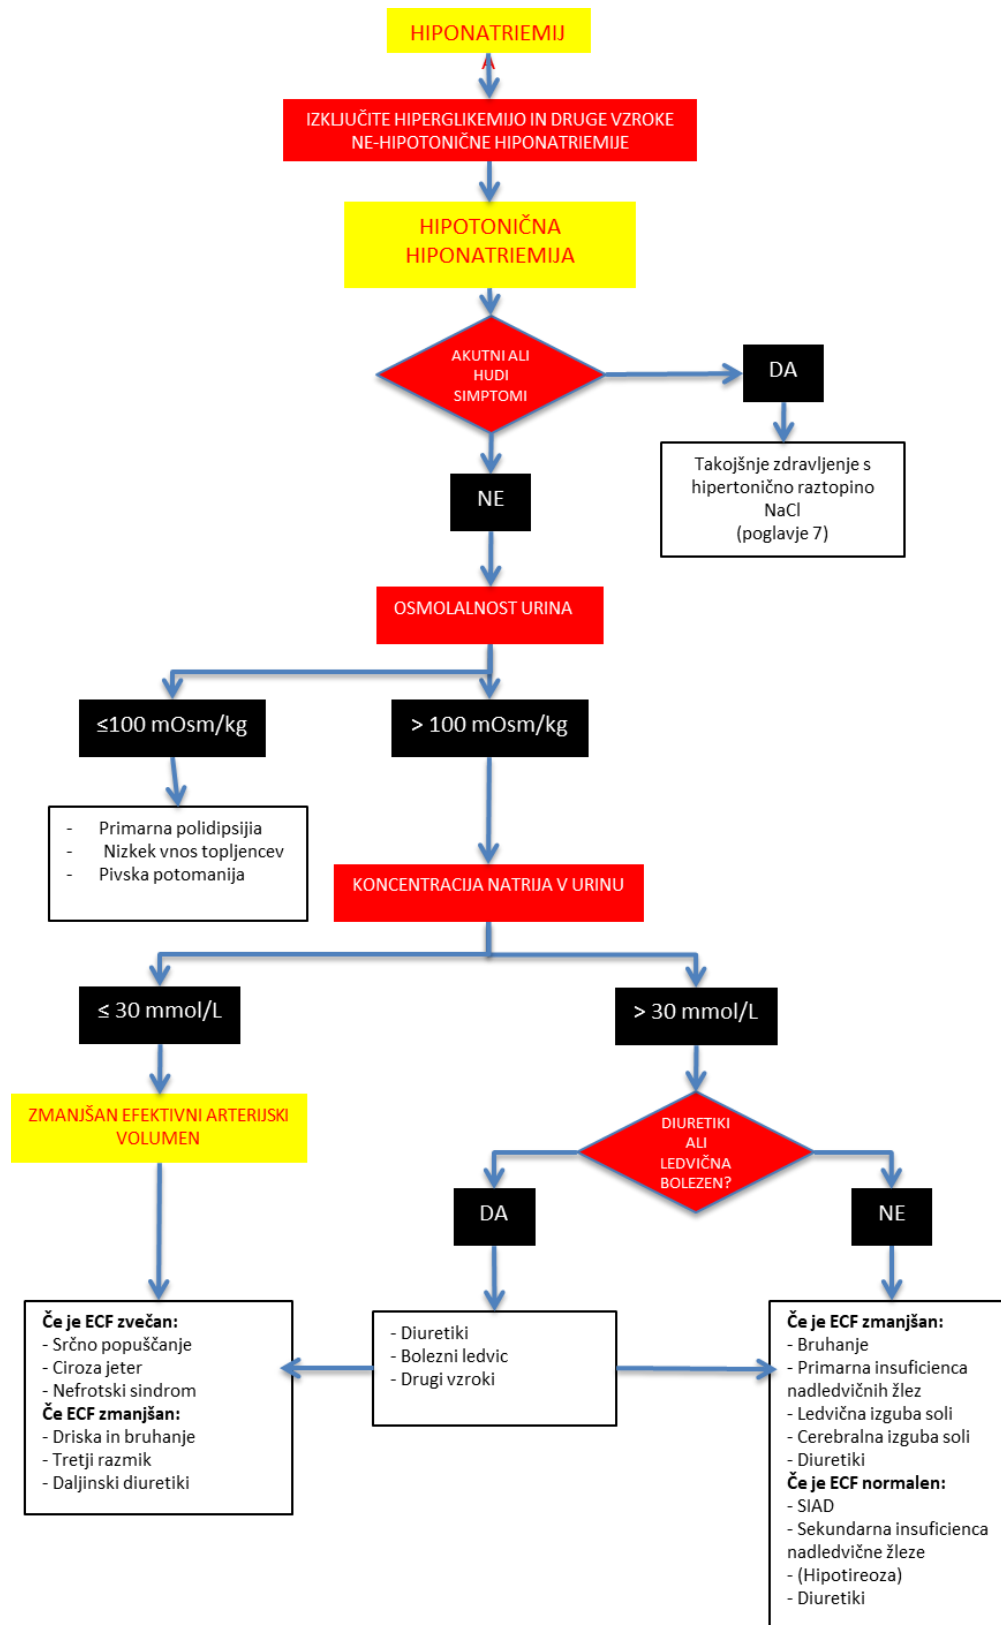 HIPONATRIEMIJ
A
IZKLJUČITE HIPERGLIKEMIJO IN DRUGE VZROKE
NE-HIPOTONIČNE HIPONATRIEMIJE
HIPOTONIČNA
HIPONATRIEMIJA
AKUTNI ALI
HUDI
SIMPTOMI
DA
Takojšnje zdravljenje s
hipertonično raztopino
NaCl
(poglavje 7)
NE
OSMOLALNOST URINA
≤100 mOsm/kg
> 100 mOsm/kg
- Primarna polidipsijia
- Nizkek vnos topljencev
- Pivska potomanija
KONCENTRACIJA NATRIJA V URINU
≤ 30 mmol/L
> 30 mmol/L
ZMANJŠAN EFEKTIVNI ARTERIJSKI
VOLUMEN
DIURETIKI
ALI
LEDVIČNA
BOLEZEN?
DA
NE
Če je ECF zvečan:
- Srčno popuščanje
- Ciroza jeter
- Nefrotski sindrom
Če ECF zmanjšan:
- Driska in bruhanje
- Tretji razmik
- Daljinski diuretiki
- Diuretiki
- Bolezni ledvic
- Drugi vzroki
Če je ECF zmanjšan:
- Bruhanje
- Primarna insuficienca
nadledvičnih žlez
- Ledvična izguba soli
- Cerebralna izguba soli
- Diuretiki
Če je ECF normalen:
- SIAD
- Sekundarna insuficienca
nadledvične žleze
- (Hipotireoza)
- Diuretiki